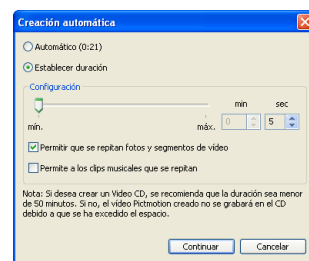 Creación automática
Automático (0:21)
Establecer duración
Configuración
min sec
mín. máx. 0 5
Permitir que se repitan fotos y segmentos de vídeo
Permite a los clips musicales que se repitan
Nota: Si desea crear un Video CD, se recomienda que la duración sea menor
de 50 minutos. Si no, el vídeo Pictmotion creado no se grabará en el CD
debido a que se ha excedido el espacio.
Continuar Cancelar